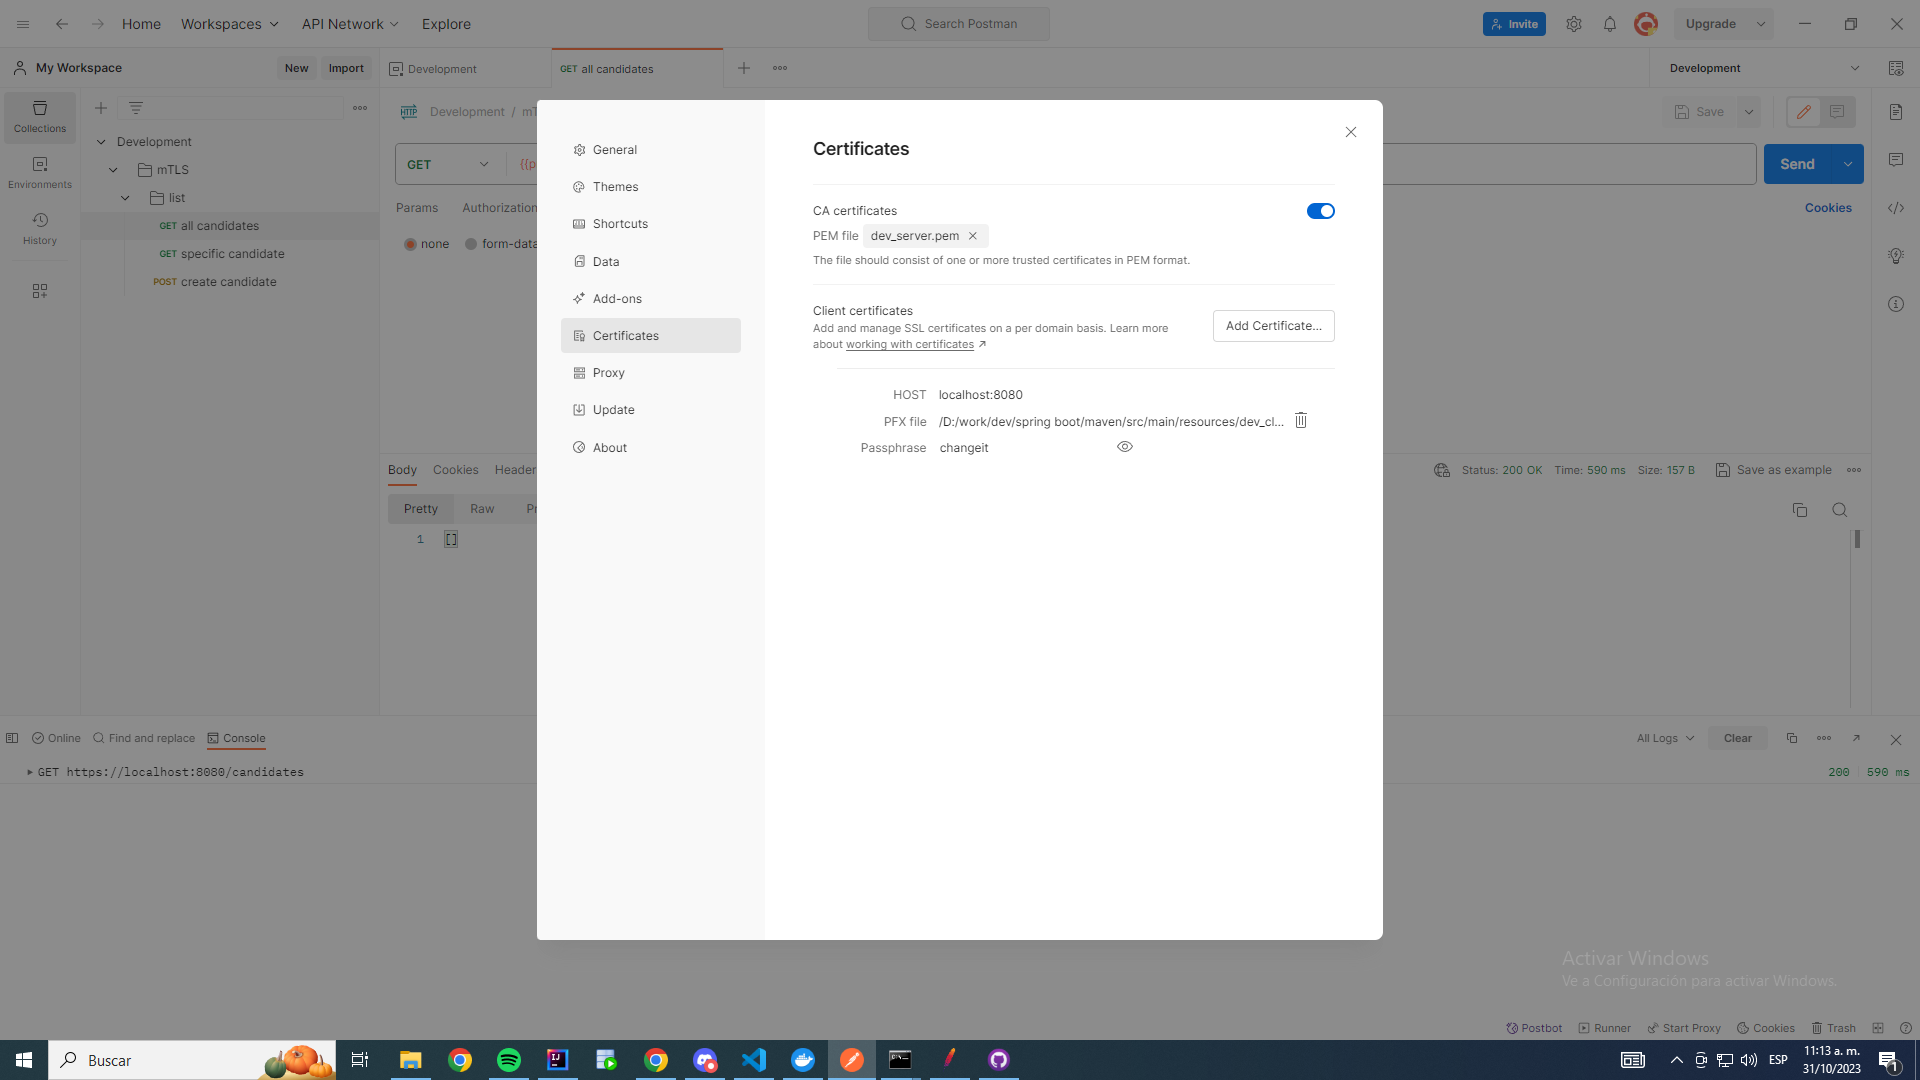 Home Workspaces API Network Explore Search Postman Invite Upgrade
My Workspace New Import Development GET all candidates Development
Collections
Environments
History
Development
mTLS
list
GET all candidates
GET specific candidate
POST create candidate
HTTP Development / Save
GET Send
Params Authorization Cookies
none form-data
General
Themes
Shortcuts
Data
Add-ons
Certificates
Proxy
Update
About
Certificates
CA certificates
PEM file dev_server.pem
The file should consist of one or more trusted certificates in PEM format.
Client certificates
Add and manage SSL certificates on a per domain basis. Learn more
about working with certificates
Add Certificate...
HOST localhost:8080
PFX file /D:/work/dev/spring boot/maven/src/main/resources/dev_cl...
Passphrase changeit
Body Cookies Header Status: 200 OK Time: 590 ms Size: 157 B Save as example
Pretty Raw
1 []
Online Find and replace Console All Logs Clear
GET https://localhost:8080/candidates 200 590 ms
Activar Windows
Ve a Configuración para activar Windows.
Postbot Runner Start Proxy Cookies Trash
Buscar ESP 11:13 a. m.
31/10/2023 1